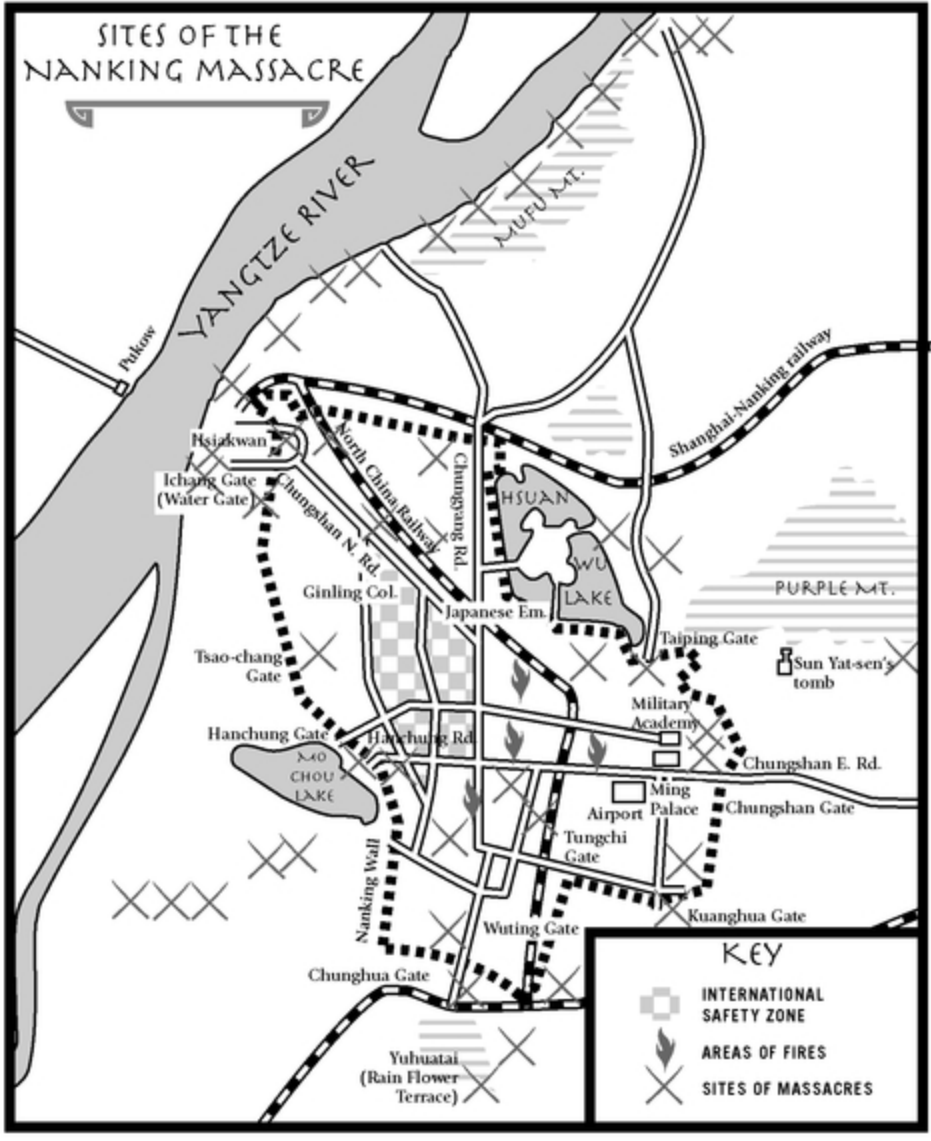 SITES OF THE
NANKING MASSACRE
YANGTZE RIVER
MUFU MT.
Pukow
Shanghai-Nanking railway
Hsiakwan
Ichang Gate
(Water Gate)
North China Railway
Chungyang Rd.
Chungshan N. Rd.
HSUAN
WU
LAKE
PURPLE MT.
Ginling Col.
Japanese Em.
Taiping Gate
Tsao-chang
Gate
Sun Yat-sen's
tomb
Military
Academy
Hanchung Gate
Hanchung Rd.
MO
CHOU
LAKE
Chungshan E. Rd.
Ming
Palace
Airport
Chungshan Gate
Tungchi
Gate
Nanking Wall
Kuanghua Gate
Wuting Gate
Chunghua Gate
Yuhuatai
(Rain Flower
Terrace)
KEY
INTERNATIONAL
SAFETY ZONE
AREAS OF FIRES
SITES OF MASSACRES